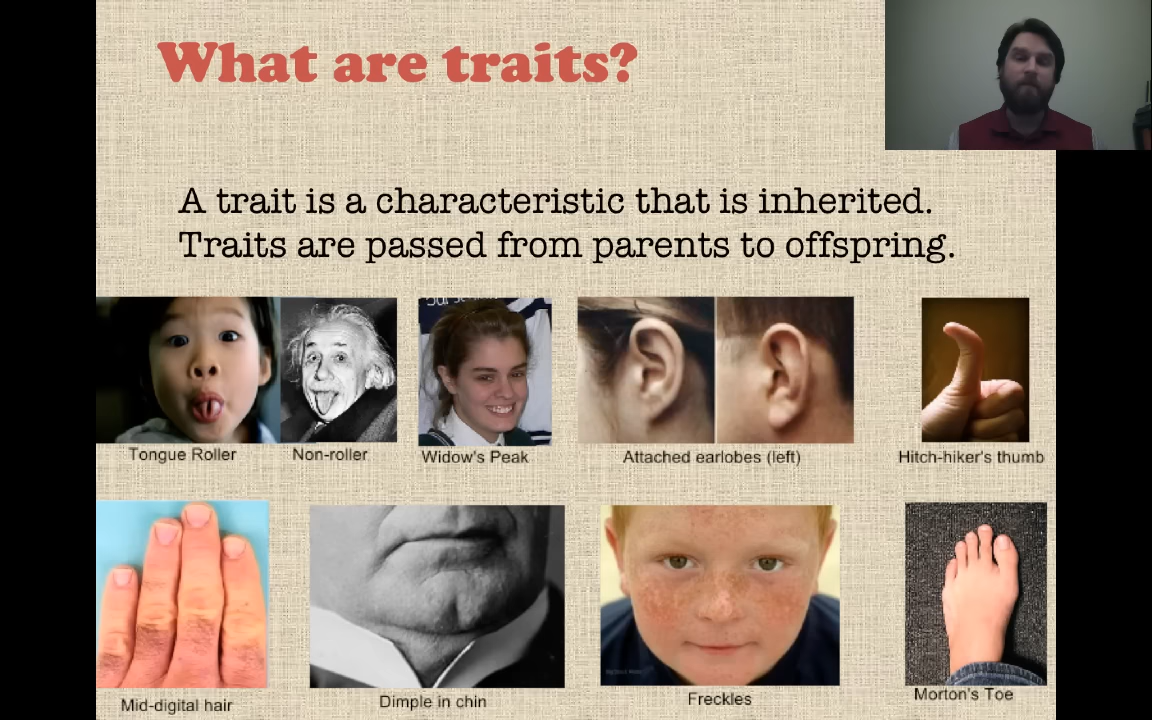 What are traits?
A trait is a characteristic that is inherited.
Traits are passed from parents to offspring.
Tongue Roller
Non-roller
Widow's Peak
Attached earlobes (left)
Hitch-hiker's thumb
Mid-digital hair
Dimple in chin
Freckles
Morton's Toe